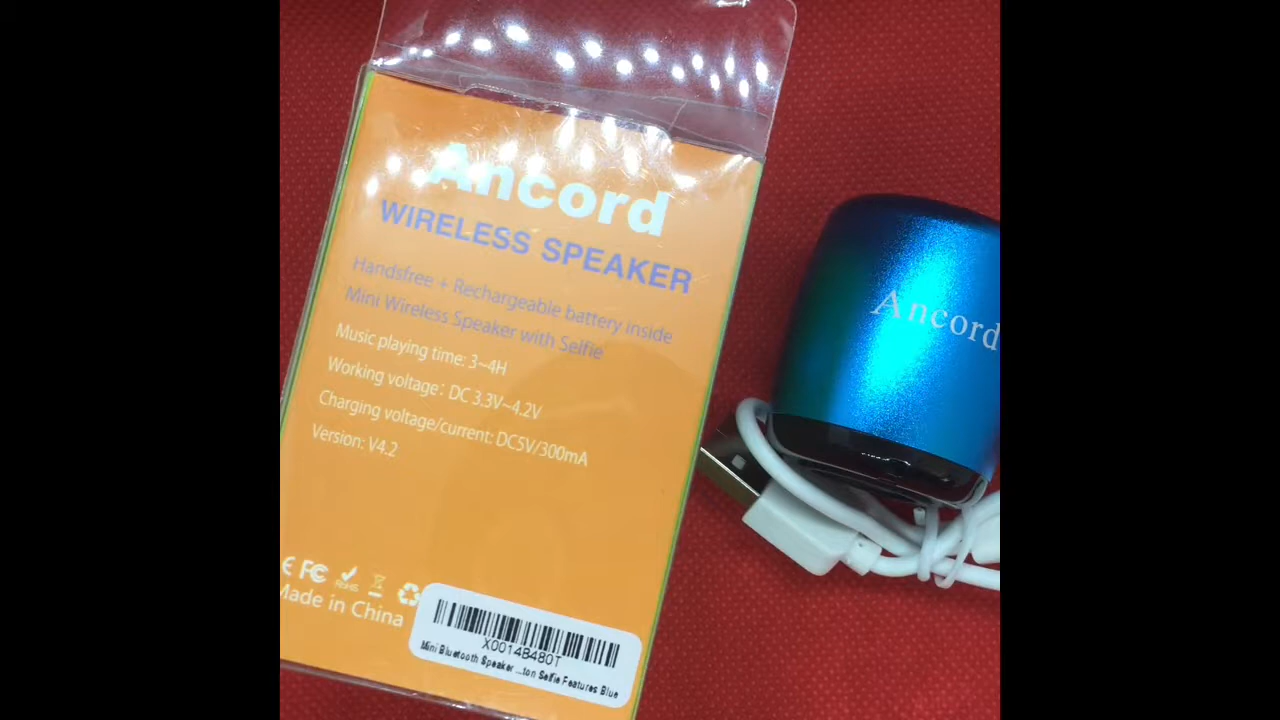 Ancord
WIRELESS SPEAKER
Handsfree + Rechargeable battery inside
Mini Wireless Speaker with Selfie
Music playing time: 3~4H
Working voltage: DC 3.3V~4.2V
Charging voltage/current: DC5V/300mA
Version: V4.2
CE FC RoHS
Made in China
X0014B480T
Mini Bluetooth Speaker ...ton Selfie Features Blue
Ancord